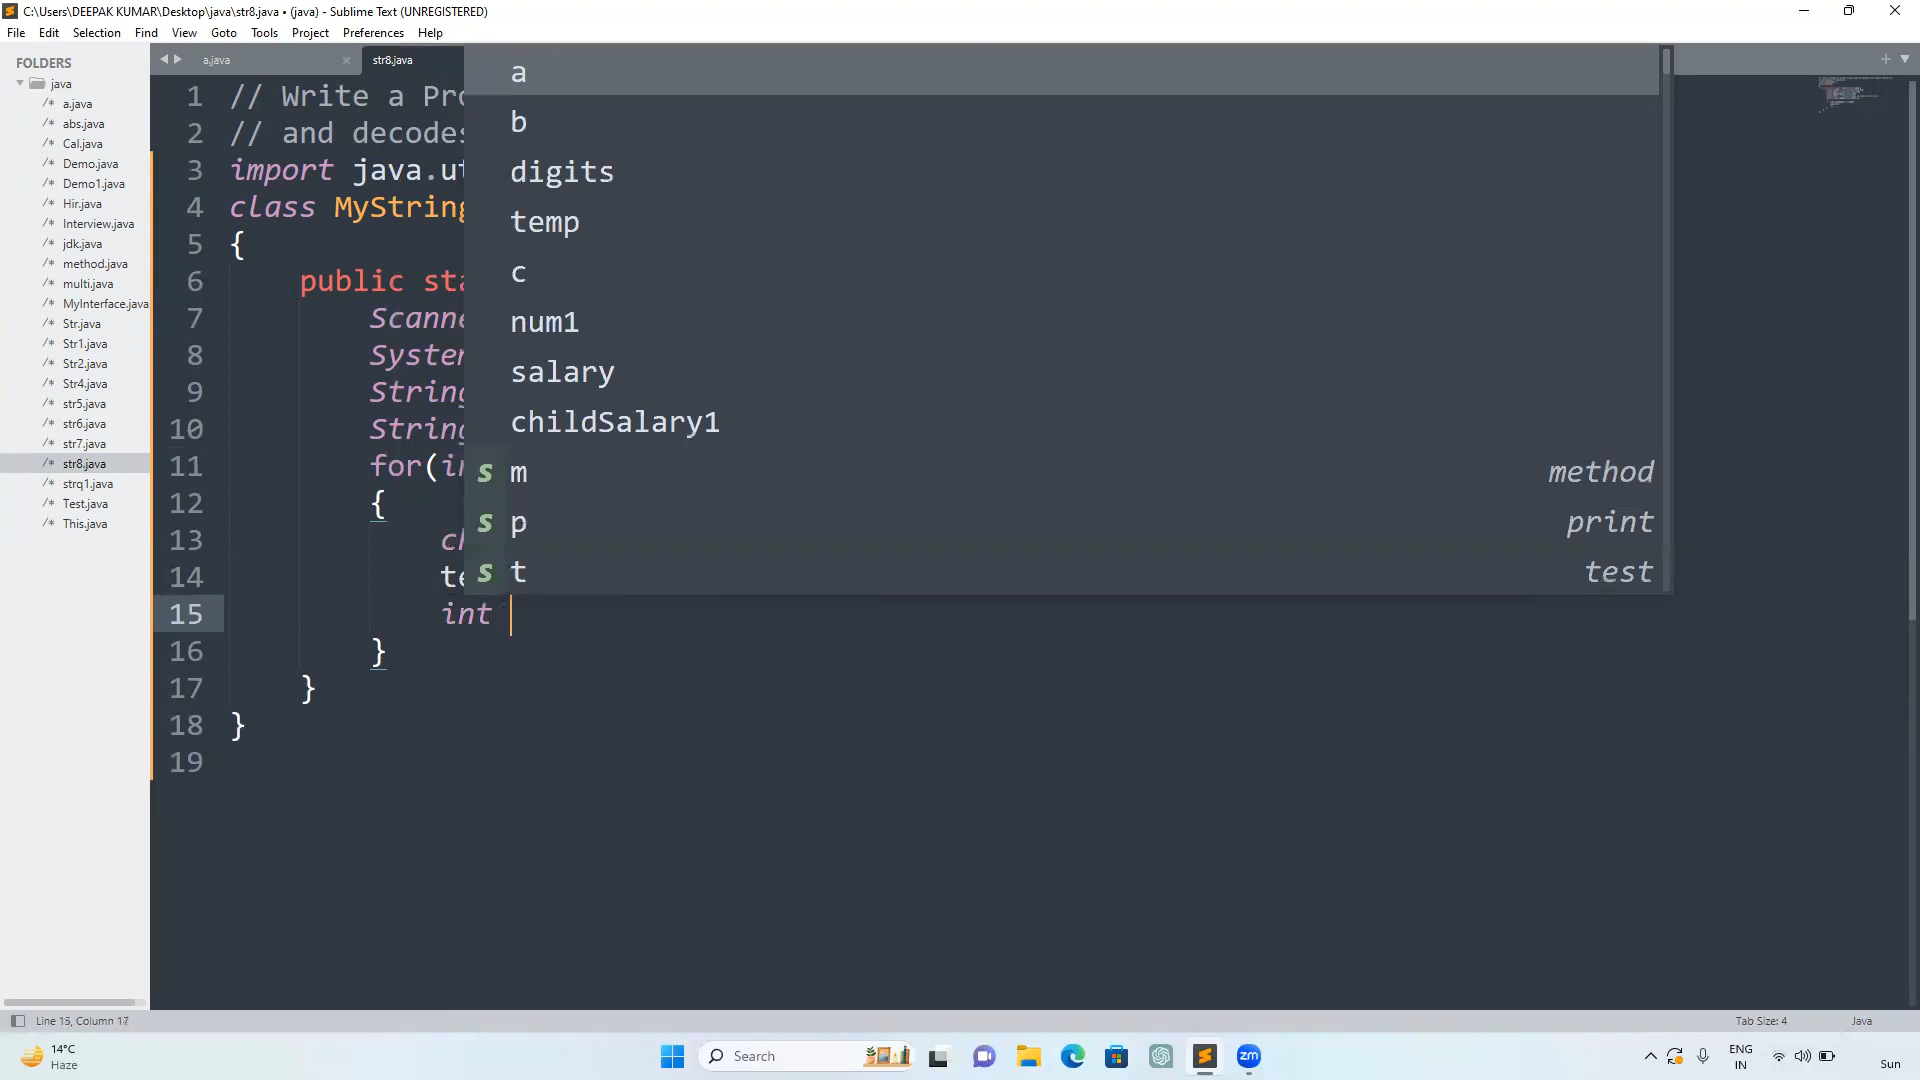 C:\Users\DEEPAK KUMAR\Desktop\java\str8.java • (java) - Sublime Text (UNREGISTERED)
File Edit Selection Find View Goto Tools Project Preferences Help
FOLDERS
java
a.java
abs.java
Cal.java
Demo.java
Demo1.java
Hir.java
Interview.java
jdk.java
method.java
multi.java
MyInterface.java
Str.java
Str1.java
Str2.java
Str4.java
str5.java
str6.java
str7.java
str8.java
strq1.java
Test.java
This.java
a.java
str8.java
1 // Write a Pro
2 // and decodes
3 import java.ut
4 class MyString
5 {
6 public sta
7 Scanne
8 System
9 String
10 String
11 for(in
12 {
13 ch
14 te
15 int
16 }
17 }
18 }
19
a
b
digits
temp
c
num1
salary
childSalary1
s m method
s p print
s t test
Line 15, Column 17
Tab Size: 4
Java
14°C
Haze
Search
zm
ENG
IN
Sun